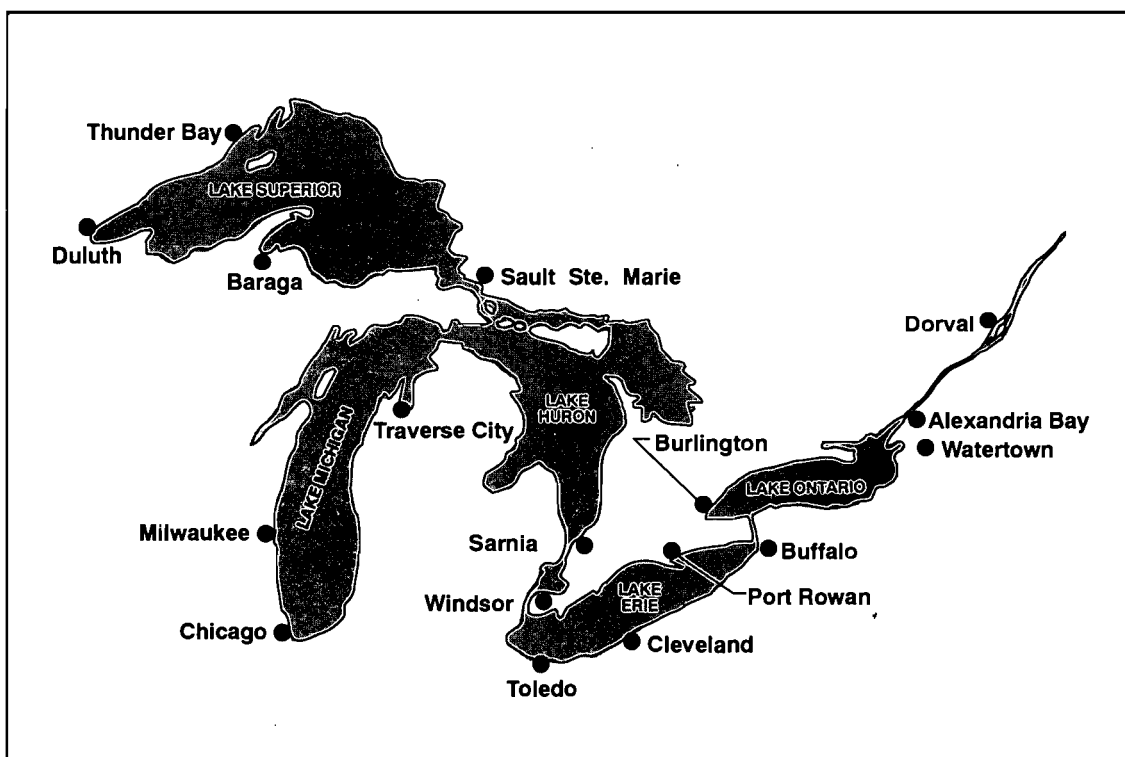 Thunder Bay
LAKE SUPERIOR
Duluth
Baraga
Sault Ste. Marie
Dorval
LAKE
HURON
Traverse City
LAKE MICHIGAN
Alexandria Bay
Burlington
Watertown
LAKE ONTARIO
Milwaukee
Sarnia
Buffalo
LAKE
ERIE
Windsor
Port Rowan
Chicago
Cleveland
Toledo